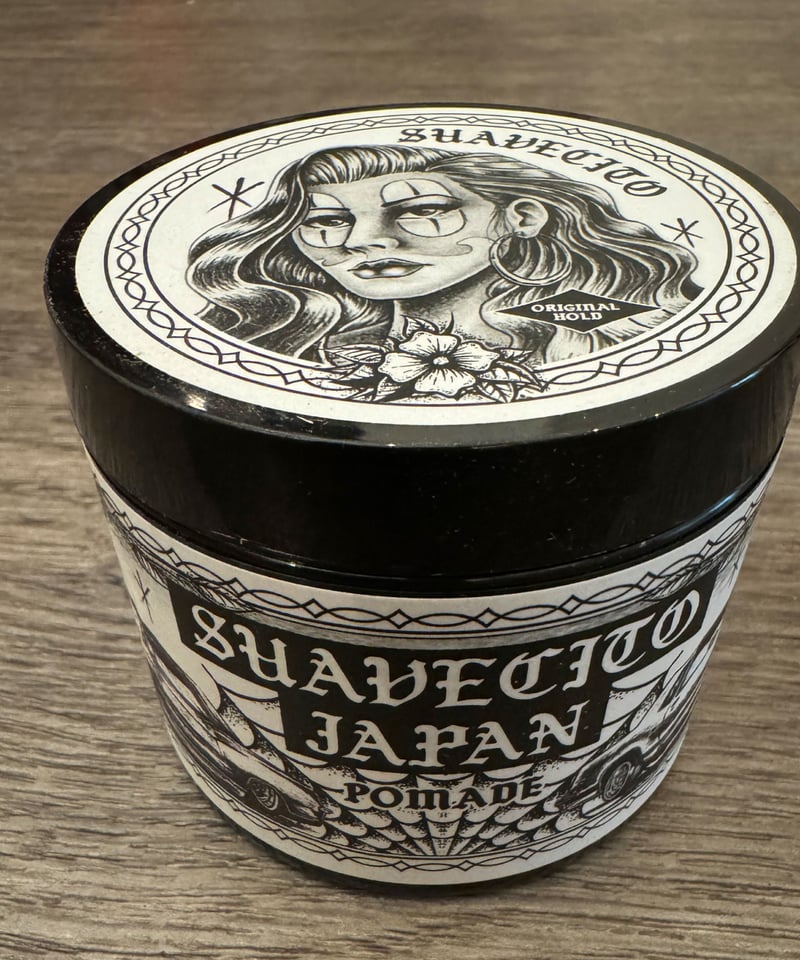 SUAVECITO
ORIGINAL
HOLD
SUAVECITO
JAPAN
POMADE